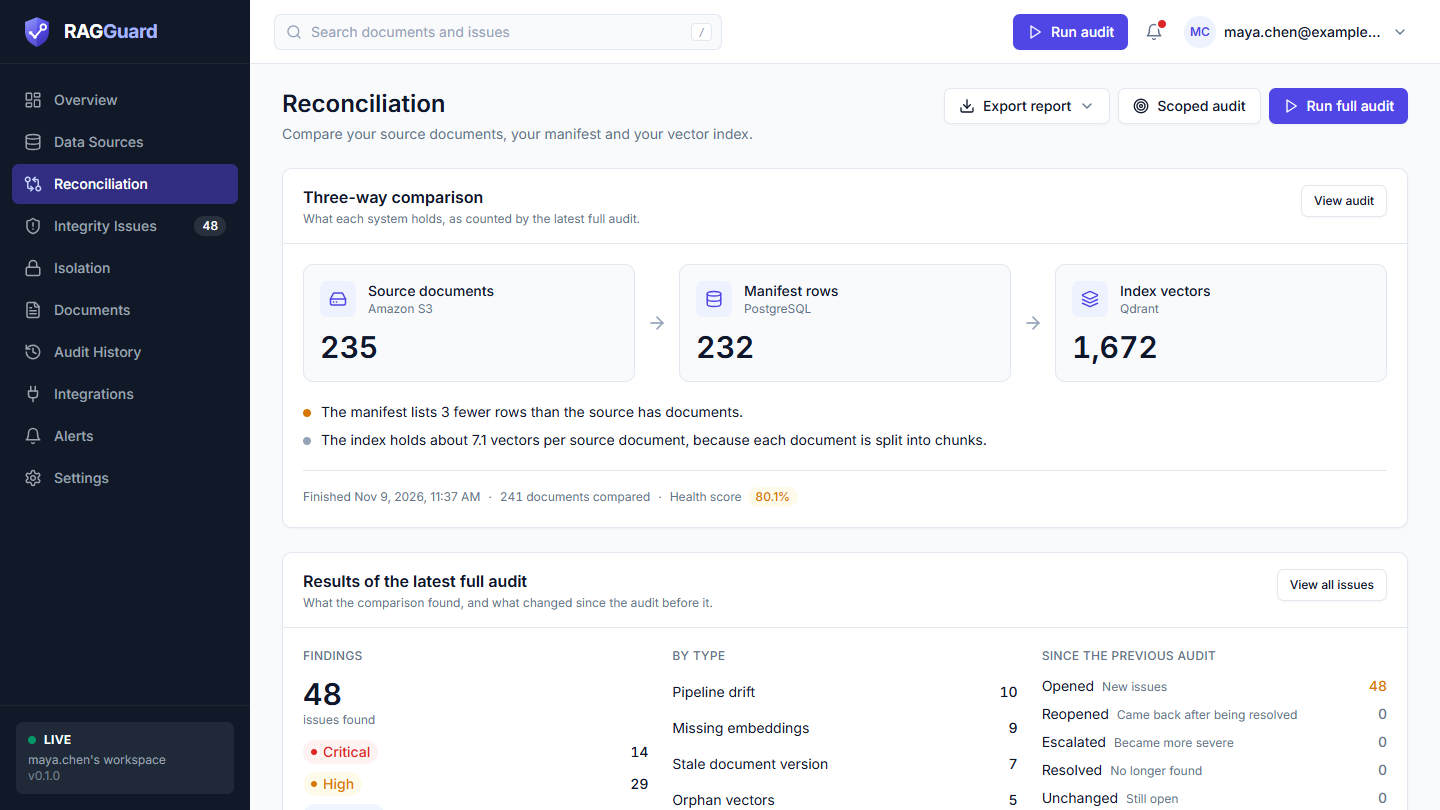 RAGGuard
Search documents and issues
/
Run audit
MC
maya.chen@example...
Overview
Data Sources
Reconciliation
Integrity Issues 48
Isolation
Documents
Audit History
Integrations
Alerts
Settings
LIVE
maya.chen's workspace
v0.1.0
Reconciliation
Compare your source documents, your manifest and your vector index.
Export report
Scoped audit
Run full audit
Three-way comparison
What each system holds, as counted by the latest full audit.
View audit
Source documents
Amazon S3
235
Manifest rows
PostgreSQL
232
Index vectors
Qdrant
1,672
The manifest lists 3 fewer rows than the source has documents.
The index holds about 7.1 vectors per source document, because each document is split into chunks.
Finished Nov 9, 2026, 11:37 AM · 241 documents compared · Health score 80.1%
Results of the latest full audit
What the comparison found, and what changed since the audit before it.
View all issues
FINDINGS
48
issues found
Critical 14
High 29
BY TYPE
Pipeline drift 10
Missing embeddings 9
Stale document version 7
Orphan vectors 5
SINCE THE PREVIOUS AUDIT
Opened New issues 48
Reopened Came back after being resolved 0
Escalated Became more severe 0
Resolved No longer found 0
Unchanged Still open 0